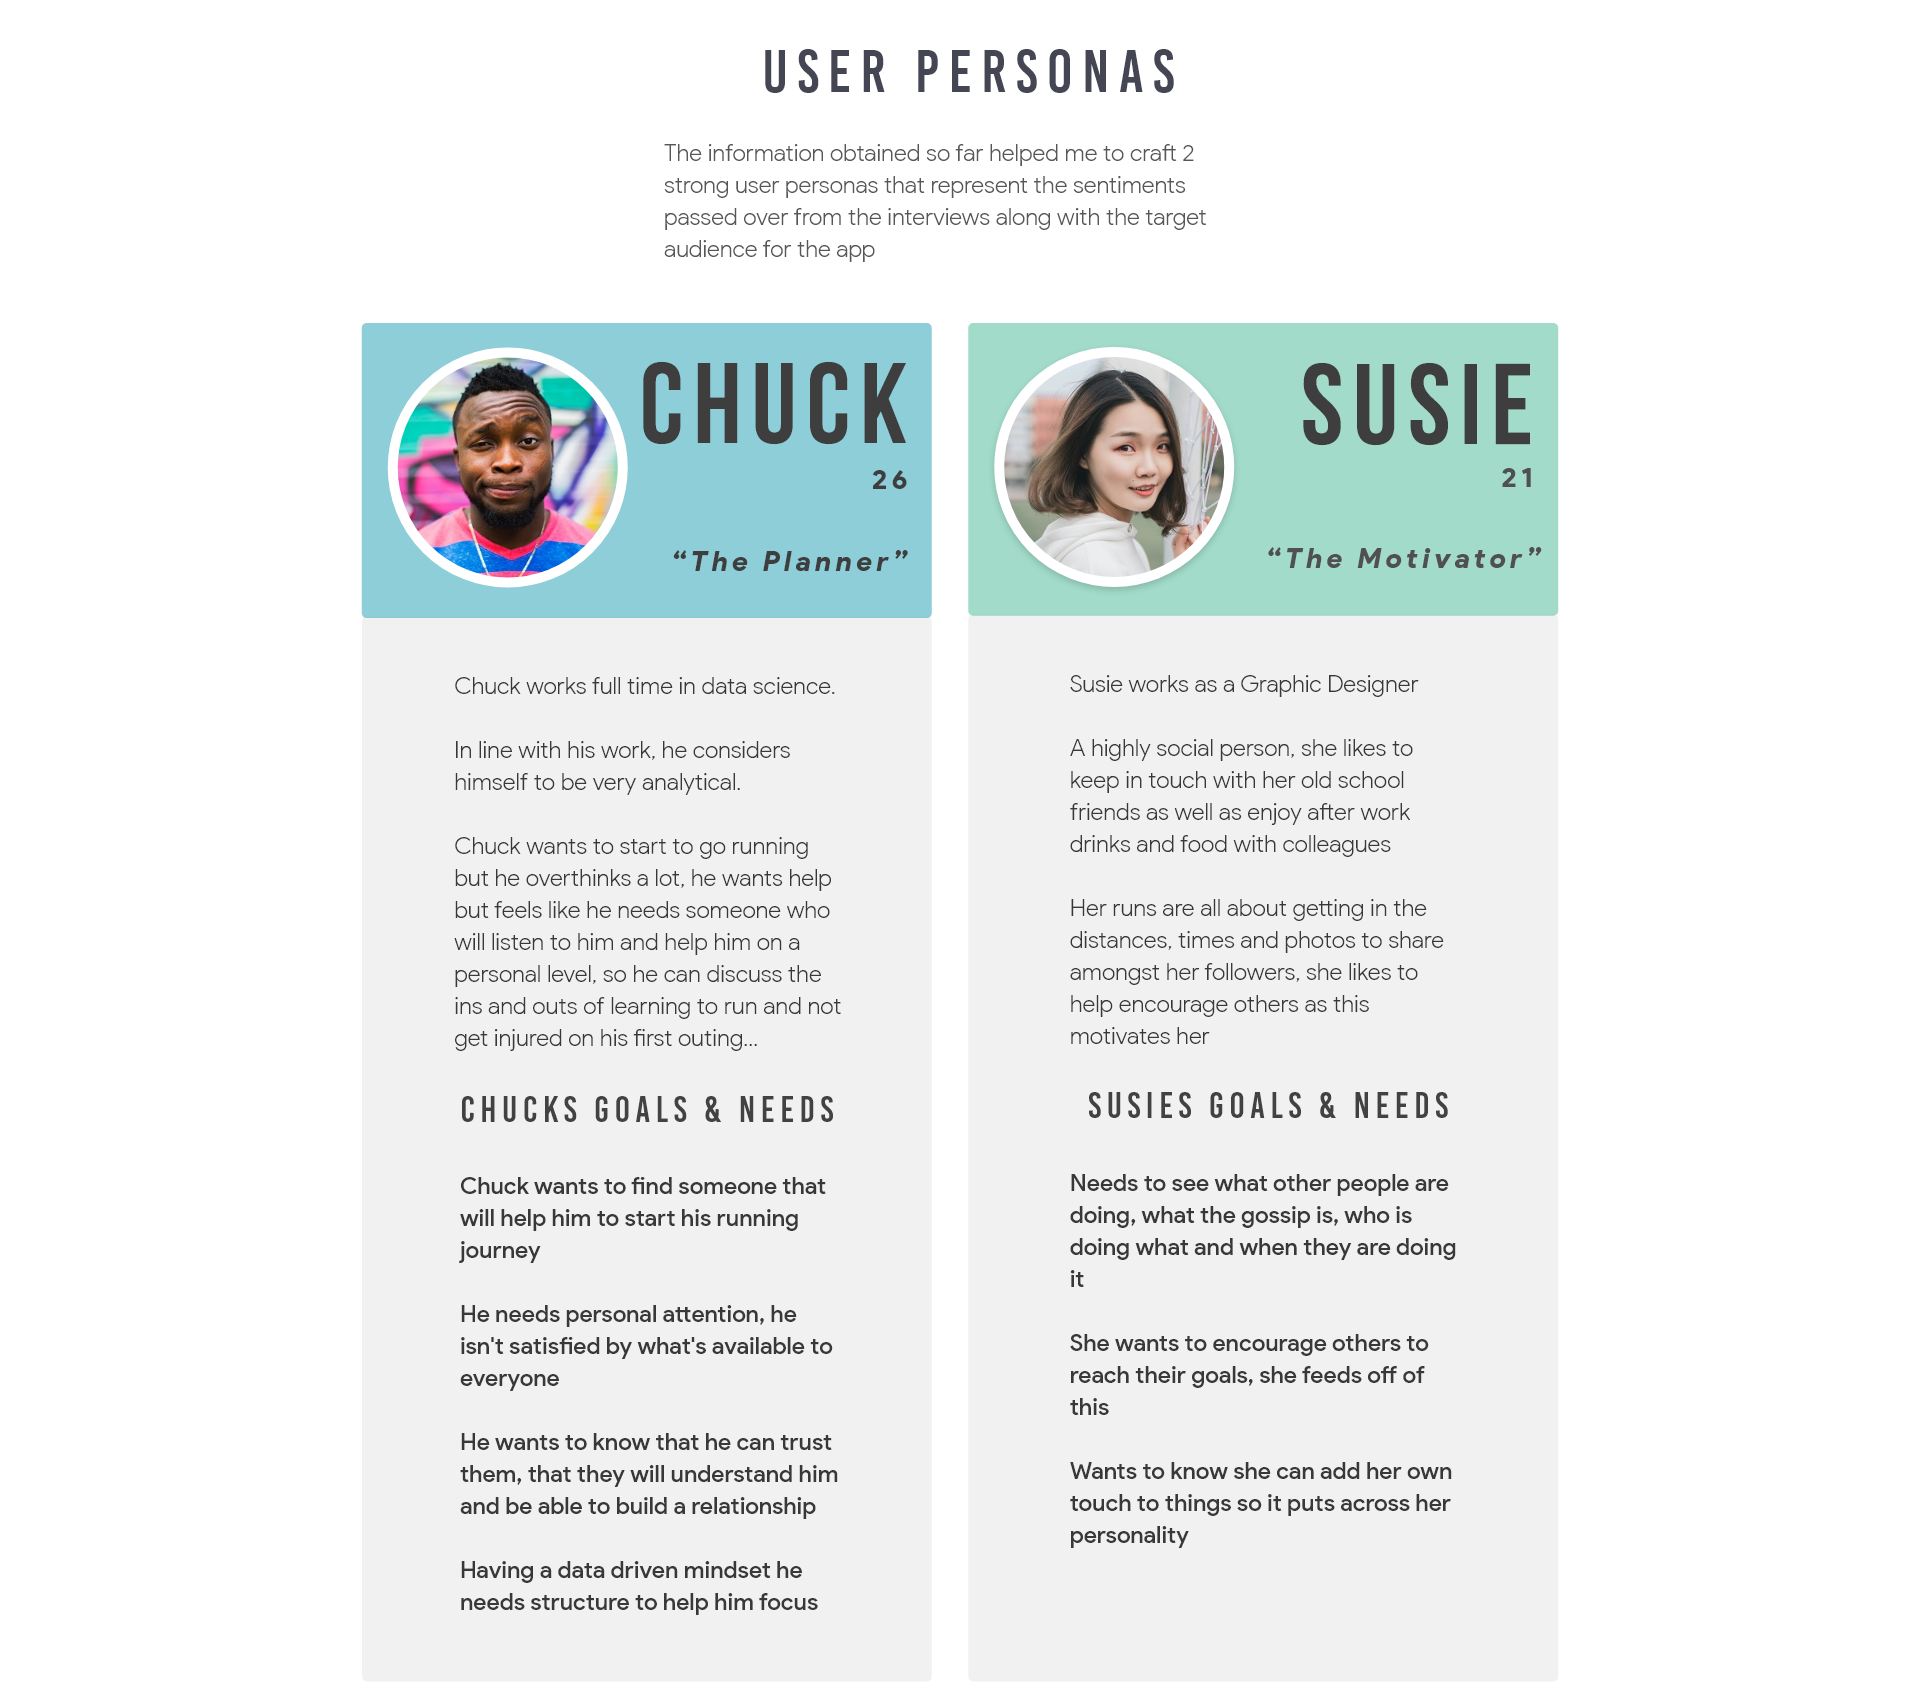 USER PERSONAS
The information obtained so far helped me to craft 2
strong user personas that represent the sentiments
passed over from the interviews along with the target
audience for the app
CHUCK
26
“The Planner”
Chuck works full time in data science.
In line with his work, he considers
himself to be very analytical.
Chuck wants to start to go running
but he overthinks a lot, he wants help
but feels like he needs someone who
will listen to him and help him on a
personal level, so he can discuss the
ins and outs of learning to run and not
get injured on his first outing...
CHUCKS GOALS & NEEDS
Chuck wants to find someone that
will help him to start his running
journey
He needs personal attention, he
isn't satisfied by what's available to
everyone
He wants to know that he can trust
them, that they will understand him
and be able to build a relationship
Having a data driven mindset he
needs structure to help him focus
SUSIE
21
“The Motivator”
Susie works as a Graphic Designer
A highly social person, she likes to
keep in touch with her old school
friends as well as enjoy after work
drinks and food with colleagues
Her runs are all about getting in the
distances, times and photos to share
amongst her followers, she likes to
help encourage others as this
motivates her
SUSIES GOALS & NEEDS
Needs to see what other people are
doing, what the gossip is, who is
doing what and when they are doing
it
She wants to encourage others to
reach their goals, she feeds off of
this
Wants to know she can add her own
touch to things so it puts across her
personality